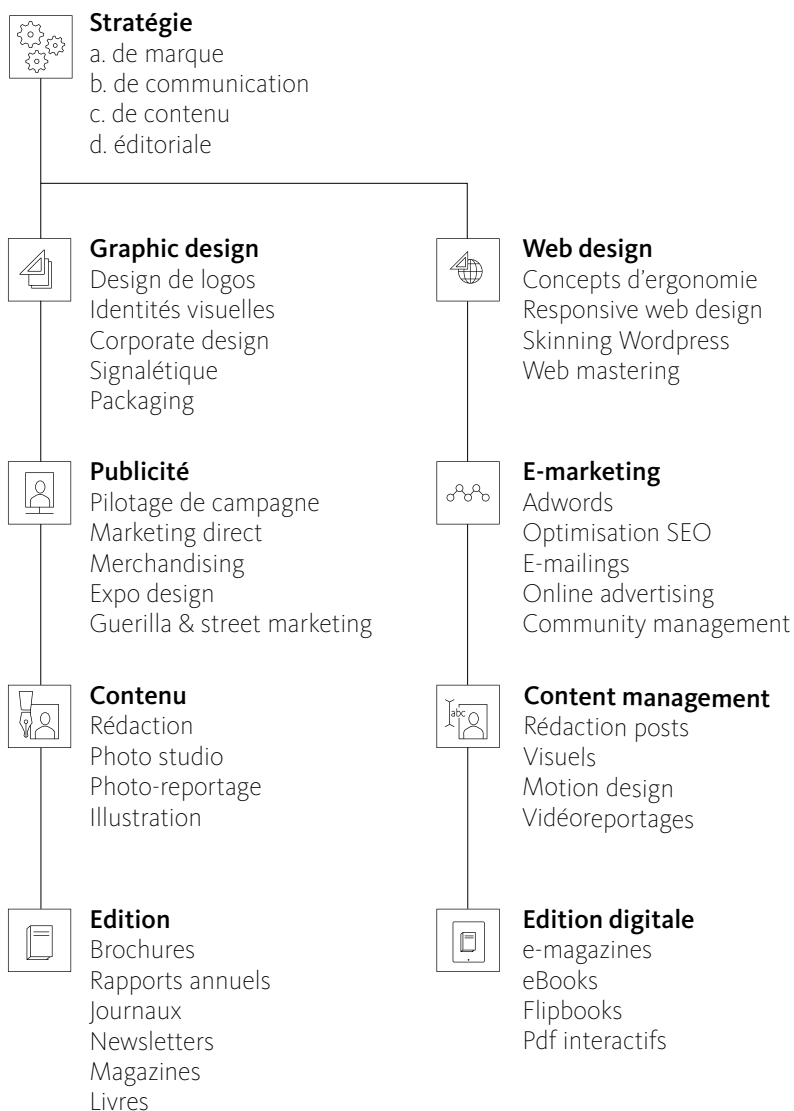 Stratégie
a. de marque
b. de communication
c. de contenu
d. éditoriale
Graphic design
Design de logos
Identités visuelles
Corporate design
Signalétique
Packaging
Web design
Concepts d'ergonomie
Responsive web design
Skinning Wordpress
Web mastering
Publicité
Pilotage de campagne
Marketing direct
Merchandising
Expo design
Guerilla & street marketing
E-marketing
Adwords
Optimisation SEO
E-mailings
Online advertising
Community management
Contenu
Rédaction
Photo studio
Photo-reportage
Illustration
abc
Content management
Rédaction posts
Visuels
Motion design
Vidéoreportages
Edition
Brochures
Rapports annuels
Journaux
Newsletters
Magazines
Livres
Edition digitale
e-magazines
eBooks
Flipbooks
Pdf interactifs